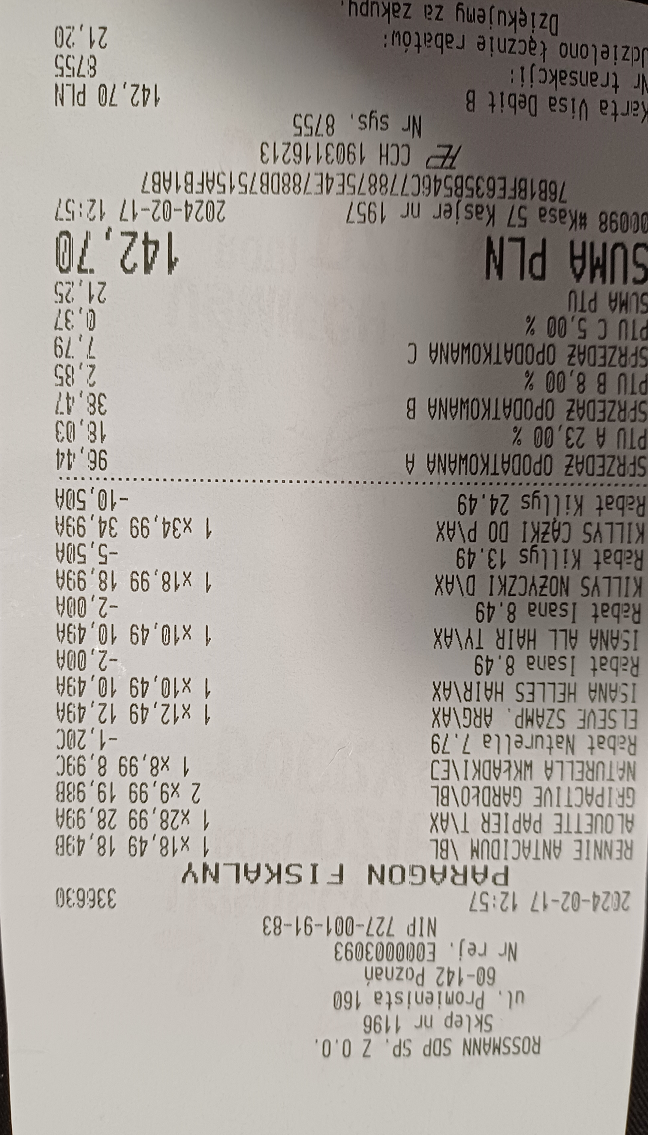 ROSSMANN SDP SP. Z O.O.
Sklep nr 1196
ul. Promienista 160
60-142 Poznań
Nr rej. E000003093
NIP 727-001-91-83
2024-02-17 12:57 336630
PARAGON FISKALNY
RENNIE ANTACIDUM \BL 1 x18,49 18,49B
ALOUETTE PAPIER T\AX 1 x28,99 28,99A
GRIPACTIVE GARDŁO\BL 2 x9,99 19,98B
NATURELLA WKŁADKI\EJ 1 x8,99 8,99C
Rabat Naturella 7.79 -1,20C
ELSEVE SZAMP. ARG\AX 1 x12,49 12,49A
ISANA HELLES HAIR\AX 1 x10,49 10,49A
Rabat Isana 8.49 -2,00A
ISANA ALL HAIR TY\AX 1 x10,49 10,49A
Rabat Isana 8.49 -2,00A
KILLYS NOŻYCZKI D\AX 1 x18,99 18,99A
Rabat Killys 13.49 -5,50A
KILLYS CĄŻKI DO P\AX 1 x34,99 34,99A
Rabat Killys 24.49 -10,50A
SPRZEDAŻ OPODATKOWANA A 96,44
PTU A 23,00 % 18,03
SPRZEDAŻ OPODATKOWANA B 38,47
PTU B 8,00 % 2,85
SPRZEDAŻ OPODATKOWANA C 7,79
PTU C 5,00 % 0,37
SUMA PTU 21,25
SUMA PLN 142,70
00098 #Kasa 57 Kasjer nr 1957 2024-02-17 12:57
76B1BFE635B546C77B875E4E788DB7515AFB1AB7
CCH 1903116213
Nr sys. 8755
Karta Visa Debit B 142,70 PLN
Nr transakcji: 8755
Udzielono łącznie rabatów: 21,20
Dziękujemy za zakupy.